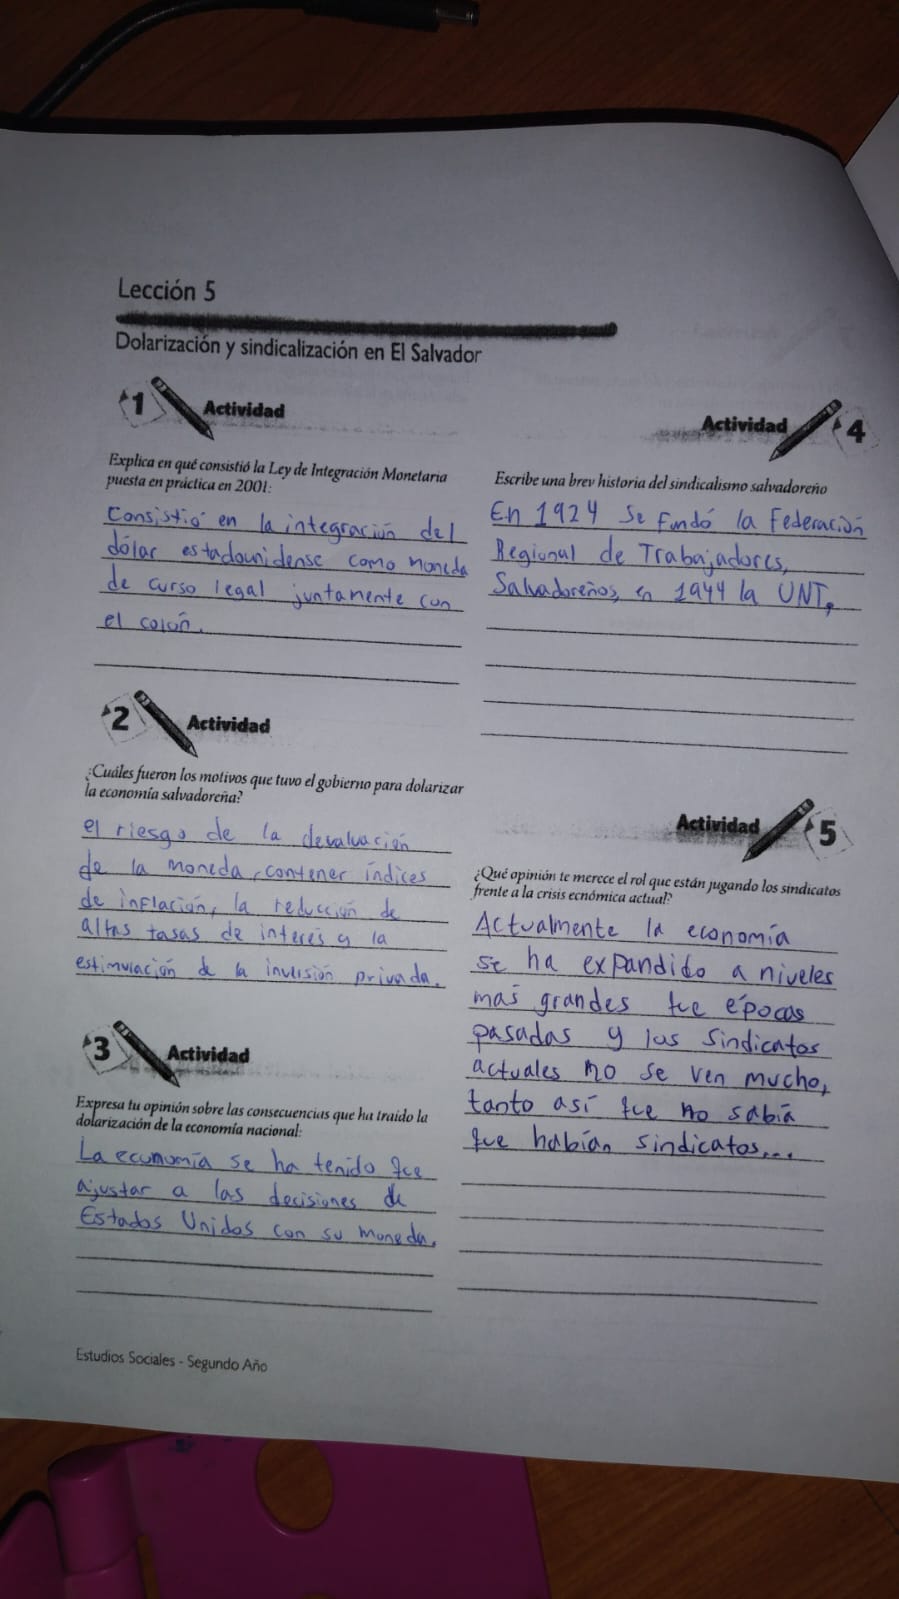 Lección 5
Dolarización y sindicalización en El Salvador
1 Actividad
Explica en qué consistió la Ley de Integración Monetaria
puesta en práctica en 2001:
Consistió en la integración del
dólar estadounidense como moneda
de curso legal juntamente con
el colón.
2 Actividad
¿Cuáles fueron los motivos que tuvo el gobierno para dolarizar
la economía salvadoreña?
el riesgo de la devaluación
de la moneda, contener índices
de inflación, la reducción de
altas tasas de interés y la
estimulación de la inversión privada.
3 Actividad
Expresa tu opinión sobre las consecuencias que ha traído la
dolarización de la economía nacional:
La economía se ha tenido que
ajustar a las decisiones de
Estados Unidos con su moneda.
Actividad 4
Escribe una brev historia del sindicalismo salvadoreño
En 1924 se fundó la Federación
Regional de Trabajadores,
Salvadoreños, en 1944 la UNT,
Actividad 5
¿Qué opinión te merece el rol que están jugando los sindicatos
frente a la crisis ecnómica actual?
Actualmente la economía
se ha expandido a niveles
mas grandes que épocas
pasadas y los sindicatos
actuales no se ven mucho,
tanto así que no sabía
que habían sindicatos...
Estudios Sociales - Segundo Año